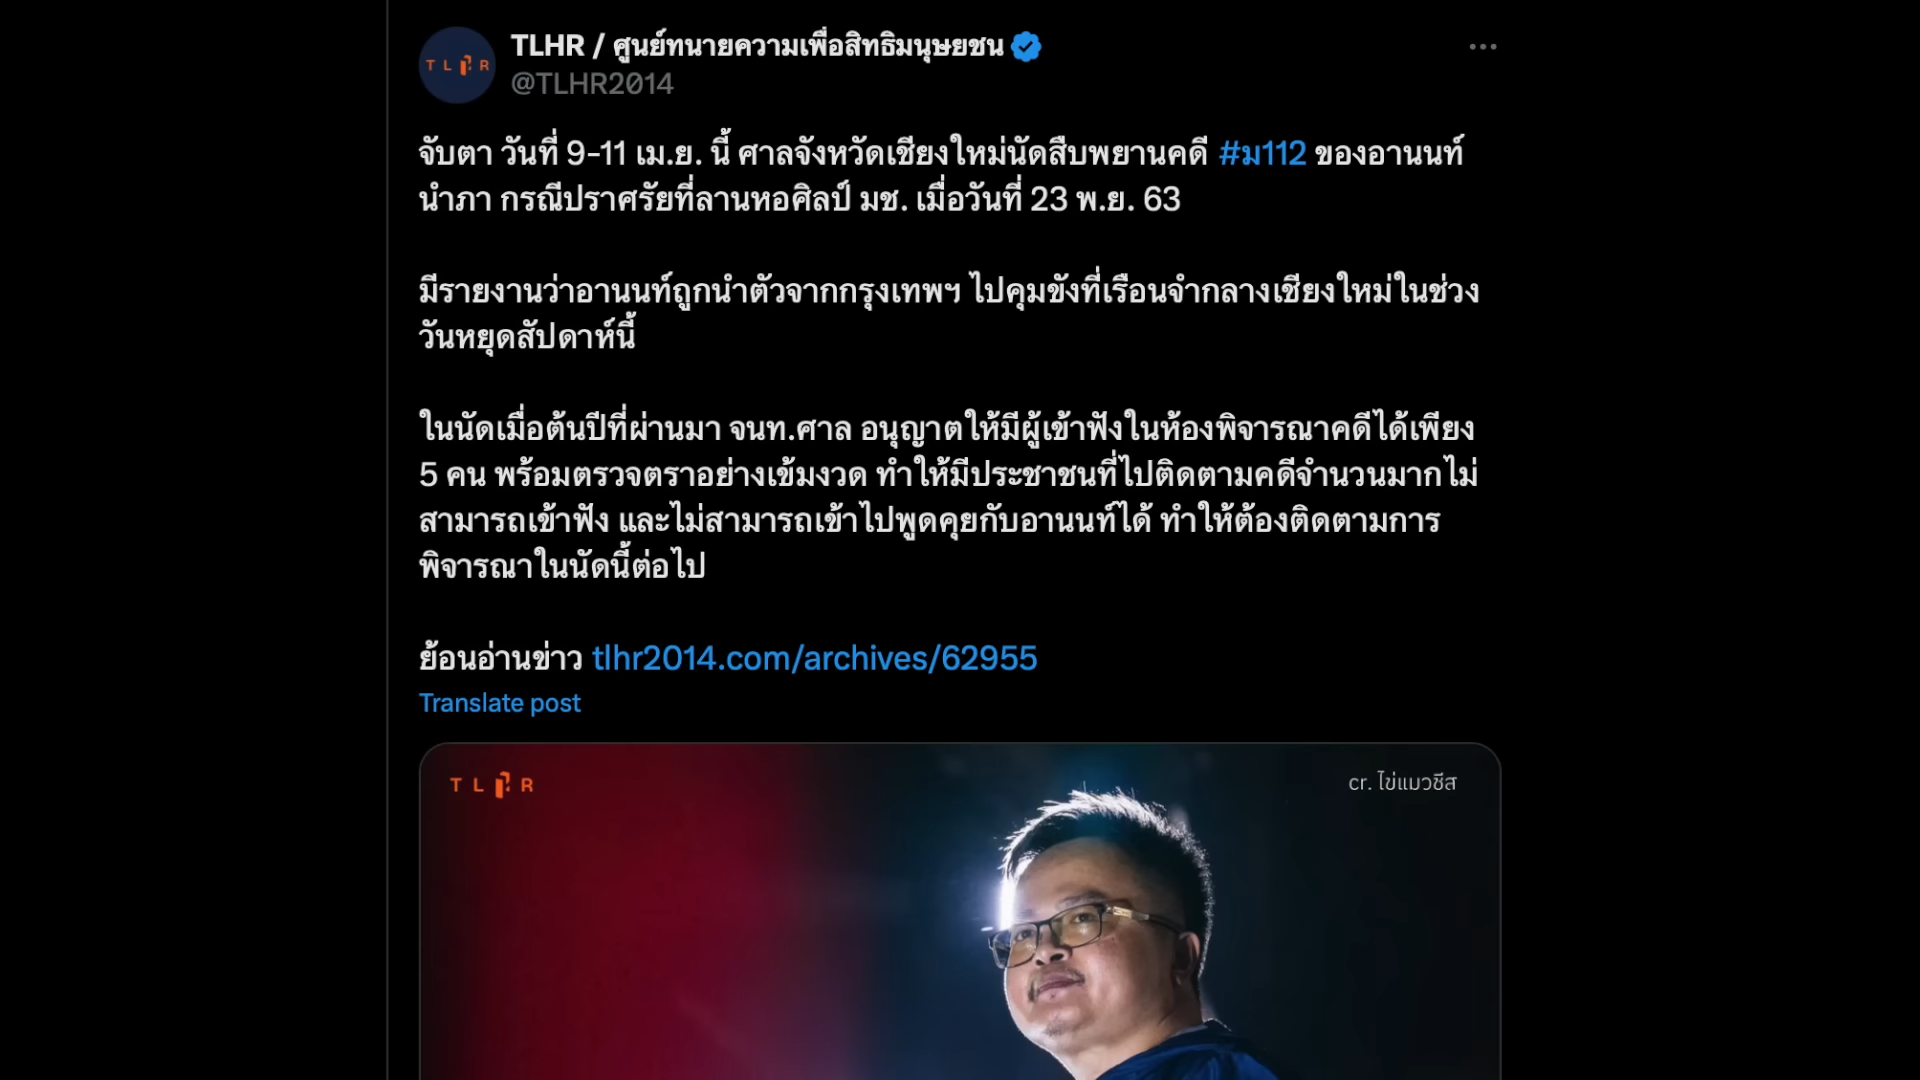 TLHR / ศูนย์ทนายความเพื่อสิทธิมนุษยชน
@TLHR2014
จับตา วันที่ 9-11 เม.ย. นี้ ศาลจังหวัดเชียงใหม่นัดสืบพยานคดี #ม112 ของอานนท์
นำภา กรณีปราศรัยที่ลานหอศิลป์ มช. เมื่อวันที่ 23 พ.ย. 63
มีรายงานว่าอานนท์ถูกนำตัวจากกรุงเทพฯ ไปคุมขังที่เรือนจำกลางเชียงใหม่ในช่วง
วันหยุดสัปดาห์นี้
ในนัดเมื่อต้นปีที่ผ่านมา จนท.ศาล อนุญาตให้มีผู้เข้าฟังในห้องพิจารณาคดีได้เพียง
5 คน พร้อมตรวจตราอย่างเข้มงวด ทำให้มีประชาชนที่ไปติดตามคดีจำนวนมากไม่
สามารถเข้าฟัง และไม่สามารถเข้าไปพูดคุยกับอานนท์ได้ ทำให้ต้องติดตามการ
พิจารณาในนัดนี้ต่อไป
ย้อนอ่านข่าว tlhr2014.com/archives/62955
Translate post
TLHR
cr. ไข่แมวชีส